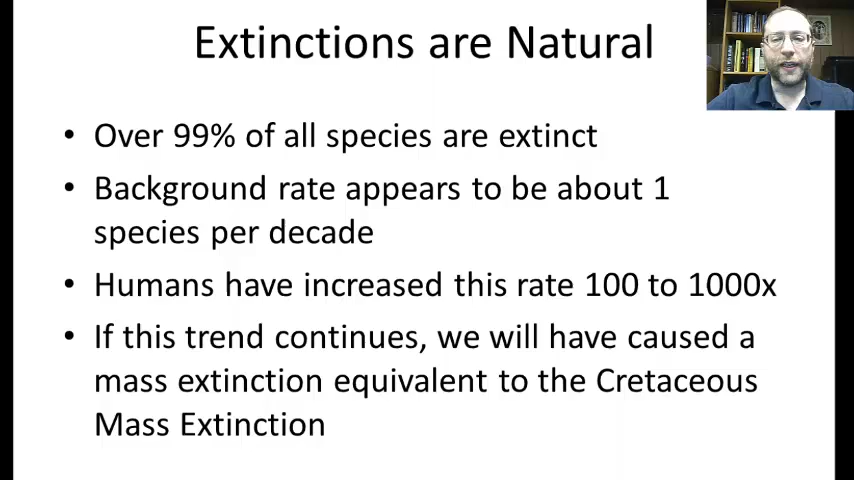 Extinctions are Natural
• Over 99% of all species are extinct
• Background rate appears to be about 1
species per decade
• Humans have increased this rate 100 to 1000x
• If this trend continues, we will have caused a
mass extinction equivalent to the Cretaceous
Mass Extinction